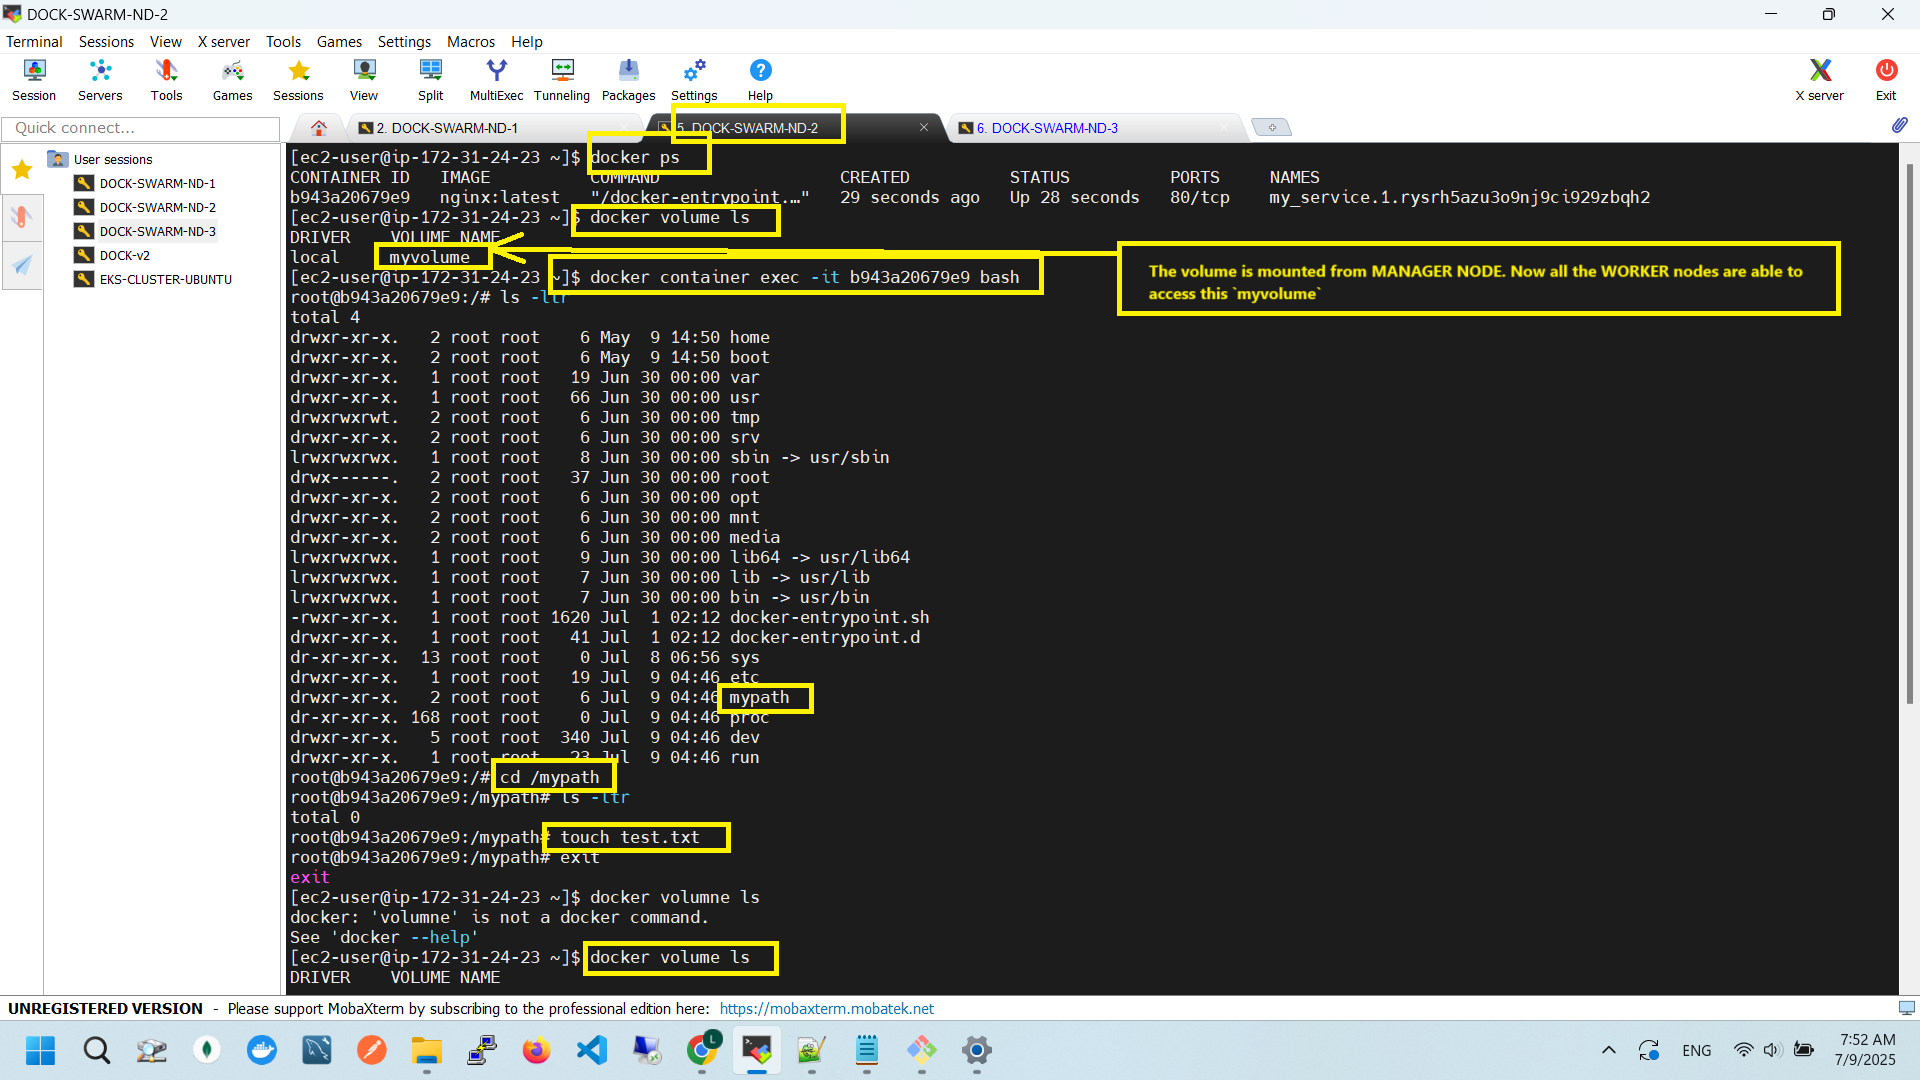 DOCK-SWARM-ND-2
Terminal Sessions View X server Tools Games Settings Macros Help
Session Servers Tools Games Sessions View Split MultiExec Tunneling Packages Settings Help X server Exit
Quick connect...
2. DOCK-SWARM-ND-1 5. DOCK-SWARM-ND-2 6. DOCK-SWARM-ND-3
User sessions
DOCK-SWARM-ND-1
DOCK-SWARM-ND-2
DOCK-SWARM-ND-3
DOCK-v2
EKS-CLUSTER-UBUNTU
[ec2-user@ip-172-31-24-23 ~]$ docker ps
CONTAINER ID IMAGE COMMAND CREATED STATUS PORTS NAMES
b943a20679e9 nginx:latest "/docker-entrypoint.…" 29 seconds ago Up 28 seconds 80/tcp my_service.1.rysrh5azu3o9nj9ci929zbqh2
[ec2-user@ip-172-31-24-23 ~]$ docker volume ls
DRIVER VOLUME NAME
local myvolume
[ec2-user@ip-172-31-24-23 ~]$ docker container exec -it b943a20679e9 bash
The volume is mounted from MANAGER NODE. Now all the WORKER nodes are able to
access this `myvolume`
root@b943a20679e9:/# ls -ltr
total 4
drwxr-xr-x. 2 root root 6 May 9 14:50 home
drwxr-xr-x. 2 root root 6 May 9 14:50 boot
drwxr-xr-x. 1 root root 19 Jun 30 00:00 var
drwxr-xr-x. 1 root root 66 Jun 30 00:00 usr
drwxrwxrwt. 2 root root 6 Jun 30 00:00 tmp
drwxr-xr-x. 2 root root 6 Jun 30 00:00 srv
lrwxrwxrwx. 1 root root 8 Jun 30 00:00 sbin -> usr/sbin
drwx------. 2 root root 37 Jun 30 00:00 root
drwxr-xr-x. 2 root root 6 Jun 30 00:00 opt
drwxr-xr-x. 2 root root 6 Jun 30 00:00 mnt
drwxr-xr-x. 2 root root 6 Jun 30 00:00 media
lrwxrwxrwx. 1 root root 9 Jun 30 00:00 lib64 -> usr/lib64
lrwxrwxrwx. 1 root root 7 Jun 30 00:00 lib -> usr/lib
lrwxrwxrwx. 1 root root 7 Jun 30 00:00 bin -> usr/bin
-rwxr-xr-x. 1 root root 1620 Jul 1 02:12 docker-entrypoint.sh
drwxr-xr-x. 1 root root 41 Jul 1 02:12 docker-entrypoint.d
dr-xr-xr-x. 13 root root 0 Jul 8 06:56 sys
drwxr-xr-x. 1 root root 19 Jul 9 04:46 etc
drwxr-xr-x. 2 root root 6 Jul 9 04:46 mypath
dr-xr-xr-x. 168 root root 0 Jul 9 04:46 proc
drwxr-xr-x. 5 root root 340 Jul 9 04:46 dev
drwxr-xr-x. 1 root root 23 Jul 9 04:46 run
root@b943a20679e9:/# cd /mypath
root@b943a20679e9:/mypath# ls -ltr
total 0
root@b943a20679e9:/mypath# touch test.txt
root@b943a20679e9:/mypath# exit
exit
[ec2-user@ip-172-31-24-23 ~]$ docker volumne ls
docker: 'volumne' is not a docker command.
See 'docker --help'
[ec2-user@ip-172-31-24-23 ~]$ docker volume ls
DRIVER VOLUME NAME
UNREGISTERED VERSION - Please support MobaXterm by subscribing to the professional edition here: https://mobaxterm.mobatek.net
L
ENG
7:52 AM
7/9/2025